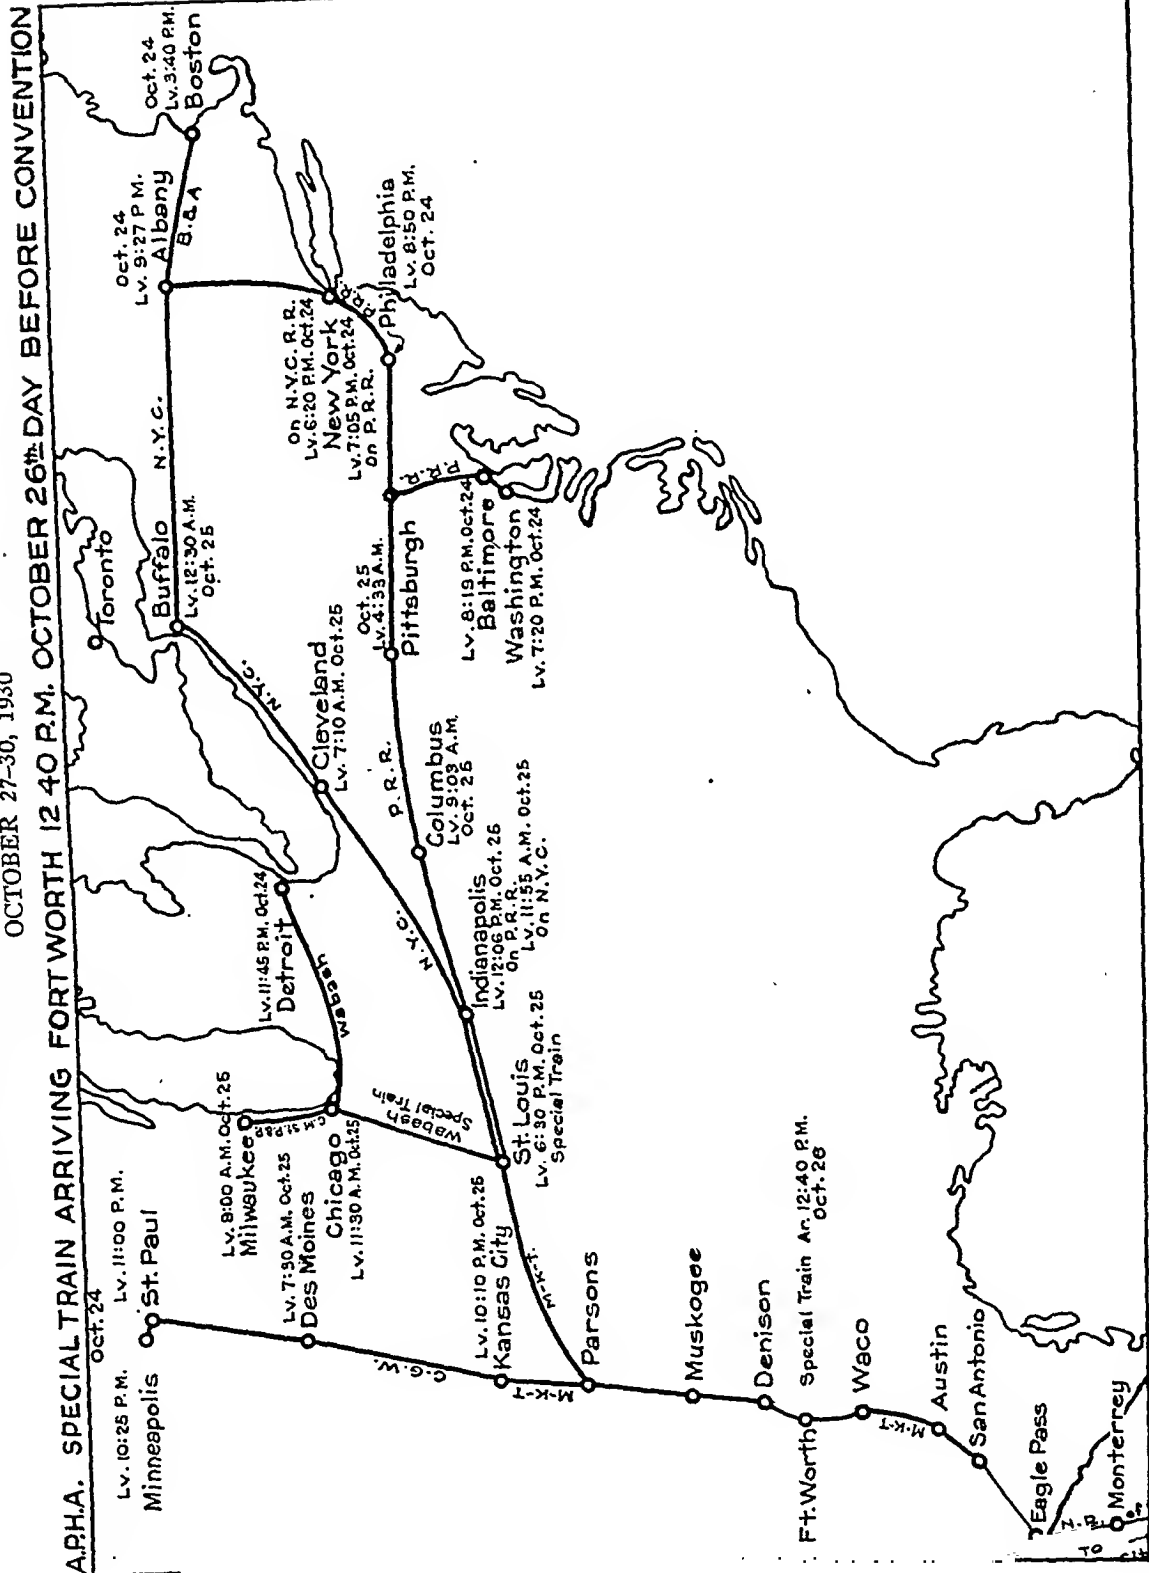 OCTOBER 27-30, 1930
A.P.H.A. SPECIAL TRAIN ARRIVING FORT WORTH 12 40 P.M. OCTOBER 26th DAY BEFORE CONVENTION
Oct. 24
Lv. 10:25 P.M.
Minneapolis
Lv. 11:00 P.M.
St. Paul
Lv. 8:00 A.M. Oct. 25
Milwaukee
C.M.St.P.&P.
Lv. 7:30 A.M. Oct. 25
Des Moines
Chicago
Lv. 11:30 A.M. Oct. 25
Lv. 11:45 P.M. Oct. 24
Detroit
Wabash
Wabash
Special Train
Toronto
Buffalo
Lv. 12:30 A.M.
Oct. 25
N.Y.C.
Oct. 24
Lv. 9:27 P.M.
Albany
B. & A
Oct. 24
Lv. 3:40 P.M.
Boston
N.Y.C.
Cleveland
Lv. 7:10 A.M. Oct. 25
N.Y.C.
On N.Y.C. R.R.
Lv. 6:20 P.M. Oct. 24
New York
Lv. 7:05 P.M. Oct. 24
On P.R.R.
P.R.R.
Philadelphia
Lv. 8:50 P.M.
Oct. 24
Oct. 25
Lv. 4:33 A.M.
Pittsburgh
P.R.R.
P.R.R.
Lv. 8:19 P.M. Oct. 24
Baltimore
Washington
Lv. 7:20 P.M. Oct. 24
Columbus
Lv. 9:03 A.M.
Oct. 25
Indianapolis
Lv. 12:06 P.M. Oct. 25
On P.R.R.
Lv. 11:55 A.M. Oct. 25
On N.Y.C.
St. Louis
Lv. 6:30 P.M. Oct. 25
Special Train
C.G.W.
Lv. 10:10 P.M. Oct. 25
Kansas City
M-K-T
M-K-T.
Parsons
Muskogee
Denison
Ft. Worth
Special Train Ar. 12:40 P.M.
Oct. 26
Waco
M-K-T
Austin
San Antonio
Eagle Pass
Monterrey
TO